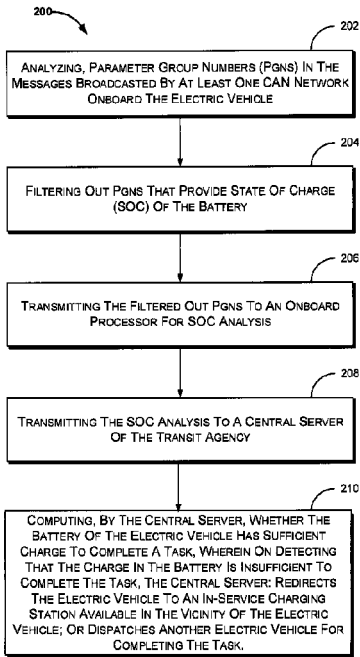 200
202
ANALYZING, PARAMETER GROUP NUMBERS (PGNS) IN THE
MESSAGES BROADCASTED BY AT LEAST ONE CAN NETWORK
ONBOARD THE ELECTRIC VEHICLE
204
FILTERING OUT PGNS THAT PROVIDE STATE OF CHARGE
(SOC) OF THE BATTERY
206
TRANSMITTING THE FILTERED OUT PGNS TO AN ONBOARD
PROCESSOR FOR SOC ANALYSIS
208
TRANSMITTING THE SOC ANALYSIS TO A CENTRAL SERVER
OF THE TRANSIT AGENCY
210
COMPUTING, BY THE CENTRAL SERVER, WHETHER THE
BATTERY OF THE ELECTRIC VEHICLE HAS SUFFICIENT
CHARGE TO COMPLETE A TASK, WHEREIN ON DETECTING
THAT THE CHARGE IN THE BATTERY IS INSUFFICIENT TO
COMPLETE THE TASK, THE CENTRAL SERVER: REDIRECTS
THE ELECTRIC VEHICLE TO AN IN-SERVICE CHARGING
STATION AVAILABLE IN THE VICINITY OF THE ELECTRIC
VEHICLE; OR DISPATCHES ANOTHER ELECTRIC VEHICLE FOR
COMPLETING THE TASK.